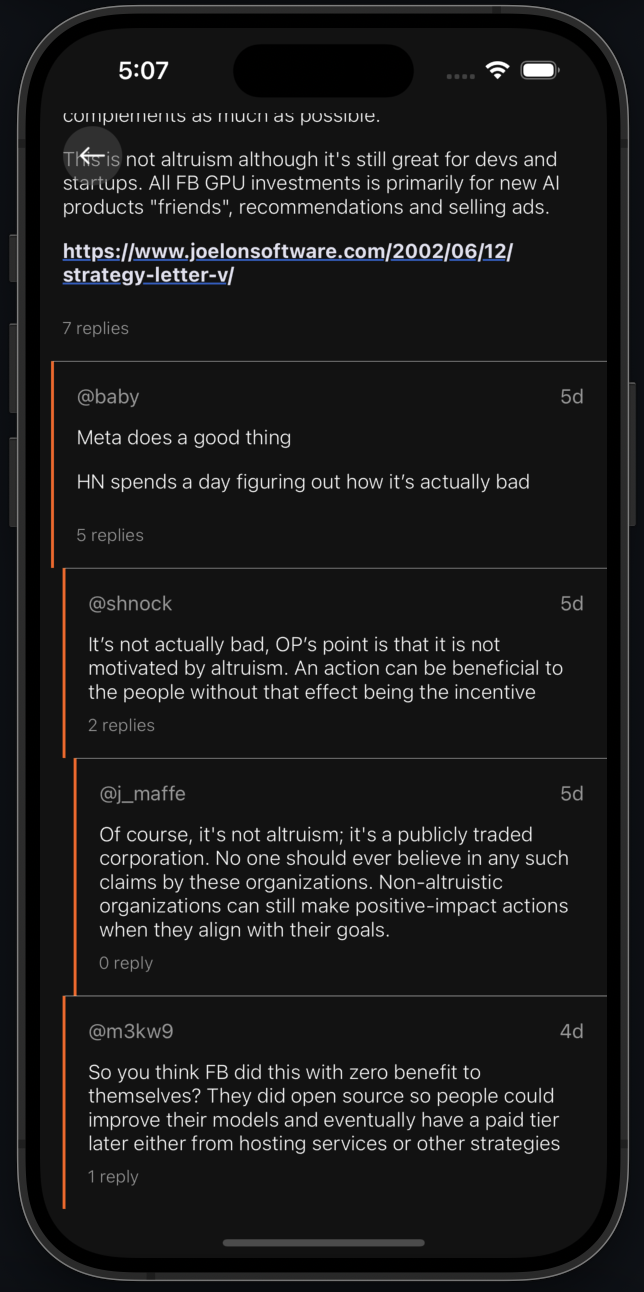 5:07
complements as much as possible.
This is not altruism although it's still great for devs and
startups. All FB GPU investments is primarily for new AI
products "friends", recommendations and selling ads.
https://www.joelonsoftware.com/2002/06/12/
strategy-letter-v/
7 replies
@baby 5d
Meta does a good thing
HN spends a day figuring out how it’s actually bad
5 replies
@shnock 5d
It’s not actually bad, OP’s point is that it is not
motivated by altruism. An action can be beneficial to
the people without that effect being the incentive
2 replies
@j_maffe 5d
Of course, it's not altruism; it's a publicly traded
corporation. No one should ever believe in any such
claims by these organizations. Non-altruistic
organizations can still make positive-impact actions
when they align with their goals.
0 reply
@m3kw9 4d
So you think FB did this with zero benefit to
themselves? They did open source so people could
improve their models and eventually have a paid tier
later either from hosting services or other strategies
1 reply